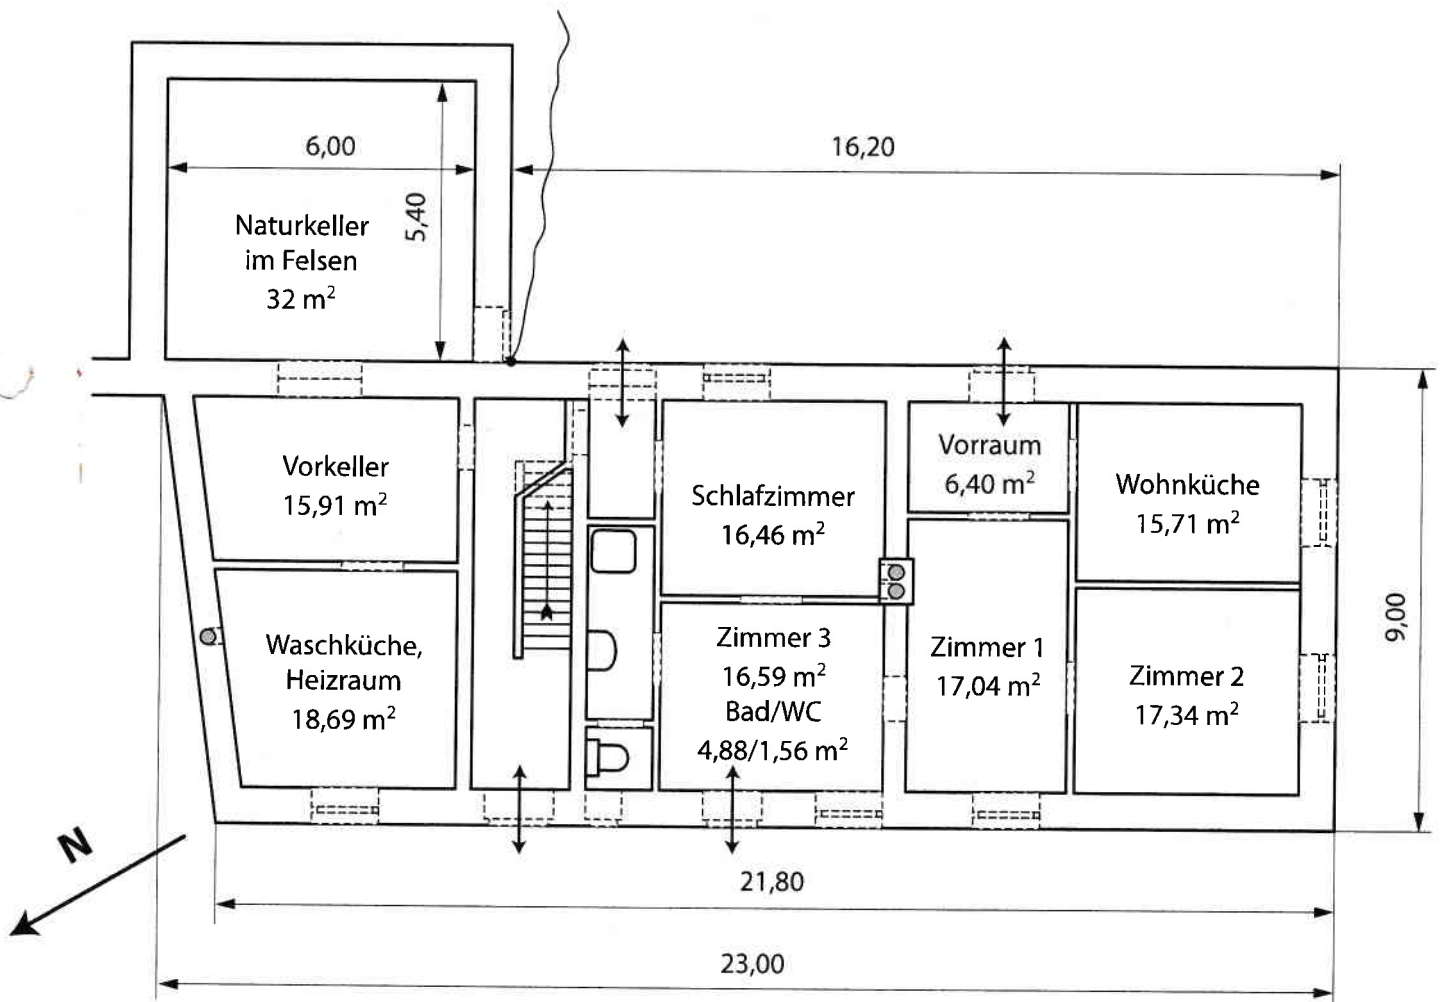 6,00
16,20
5,40
Naturkeller
im Felsen
32 m²
Vorkeller
15,91 m²
Schlafzimmer
16,46 m²
Vorraum
6,40 m²
Wohnküche
15,71 m²
Waschküche,
Heizraum
18,69 m²
Zimmer 3
16,59 m²
Bad/WC
4,88/1,56 m²
Zimmer 1
17,04 m²
Zimmer 2
17,34 m²
9,00
N
21,80
23,00